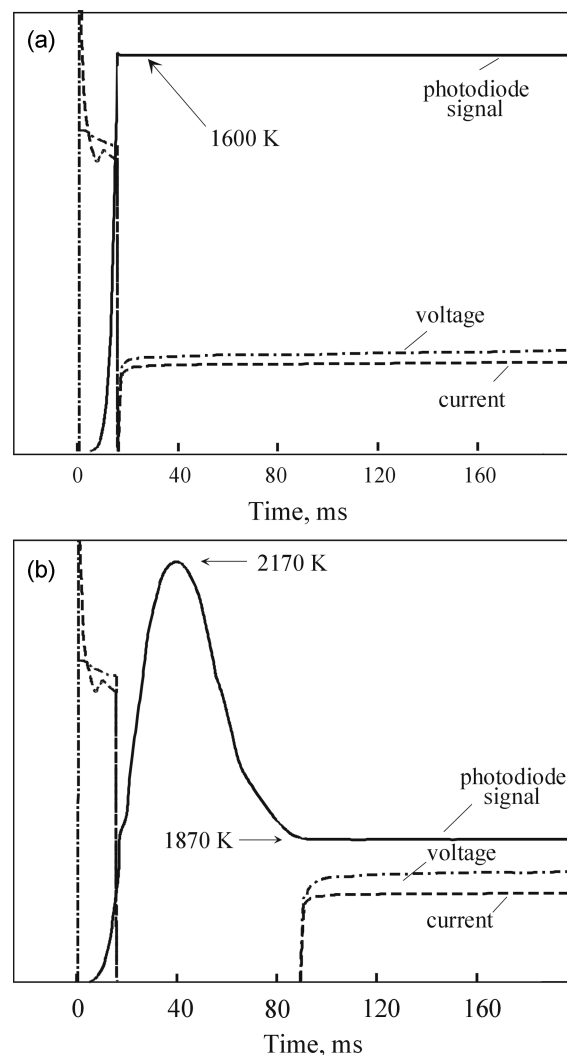 (a)
photodiode
signal
1600 K
voltage
current
0 40 80 120 160
Time, ms
(b)
2170 K
photodiode
signal
1870 K
voltage
current
0 40 80 120 160
Time, ms